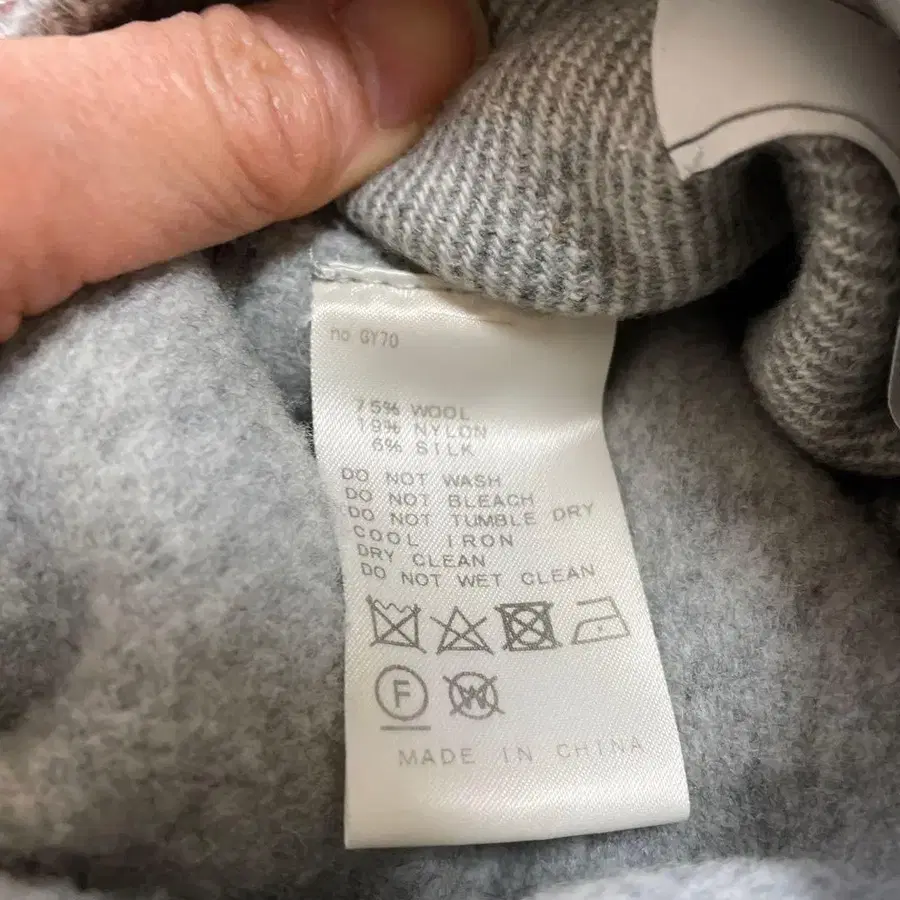 no GY70
75% WOOL
19% NYLON
6% SILK
DO NOT WASH
DO NOT BLEACH
DO NOT TUMBLE DRY
COOL IRON
DRY CLEAN
DO NOT WET CLEAN
F W
MADE IN CHINA